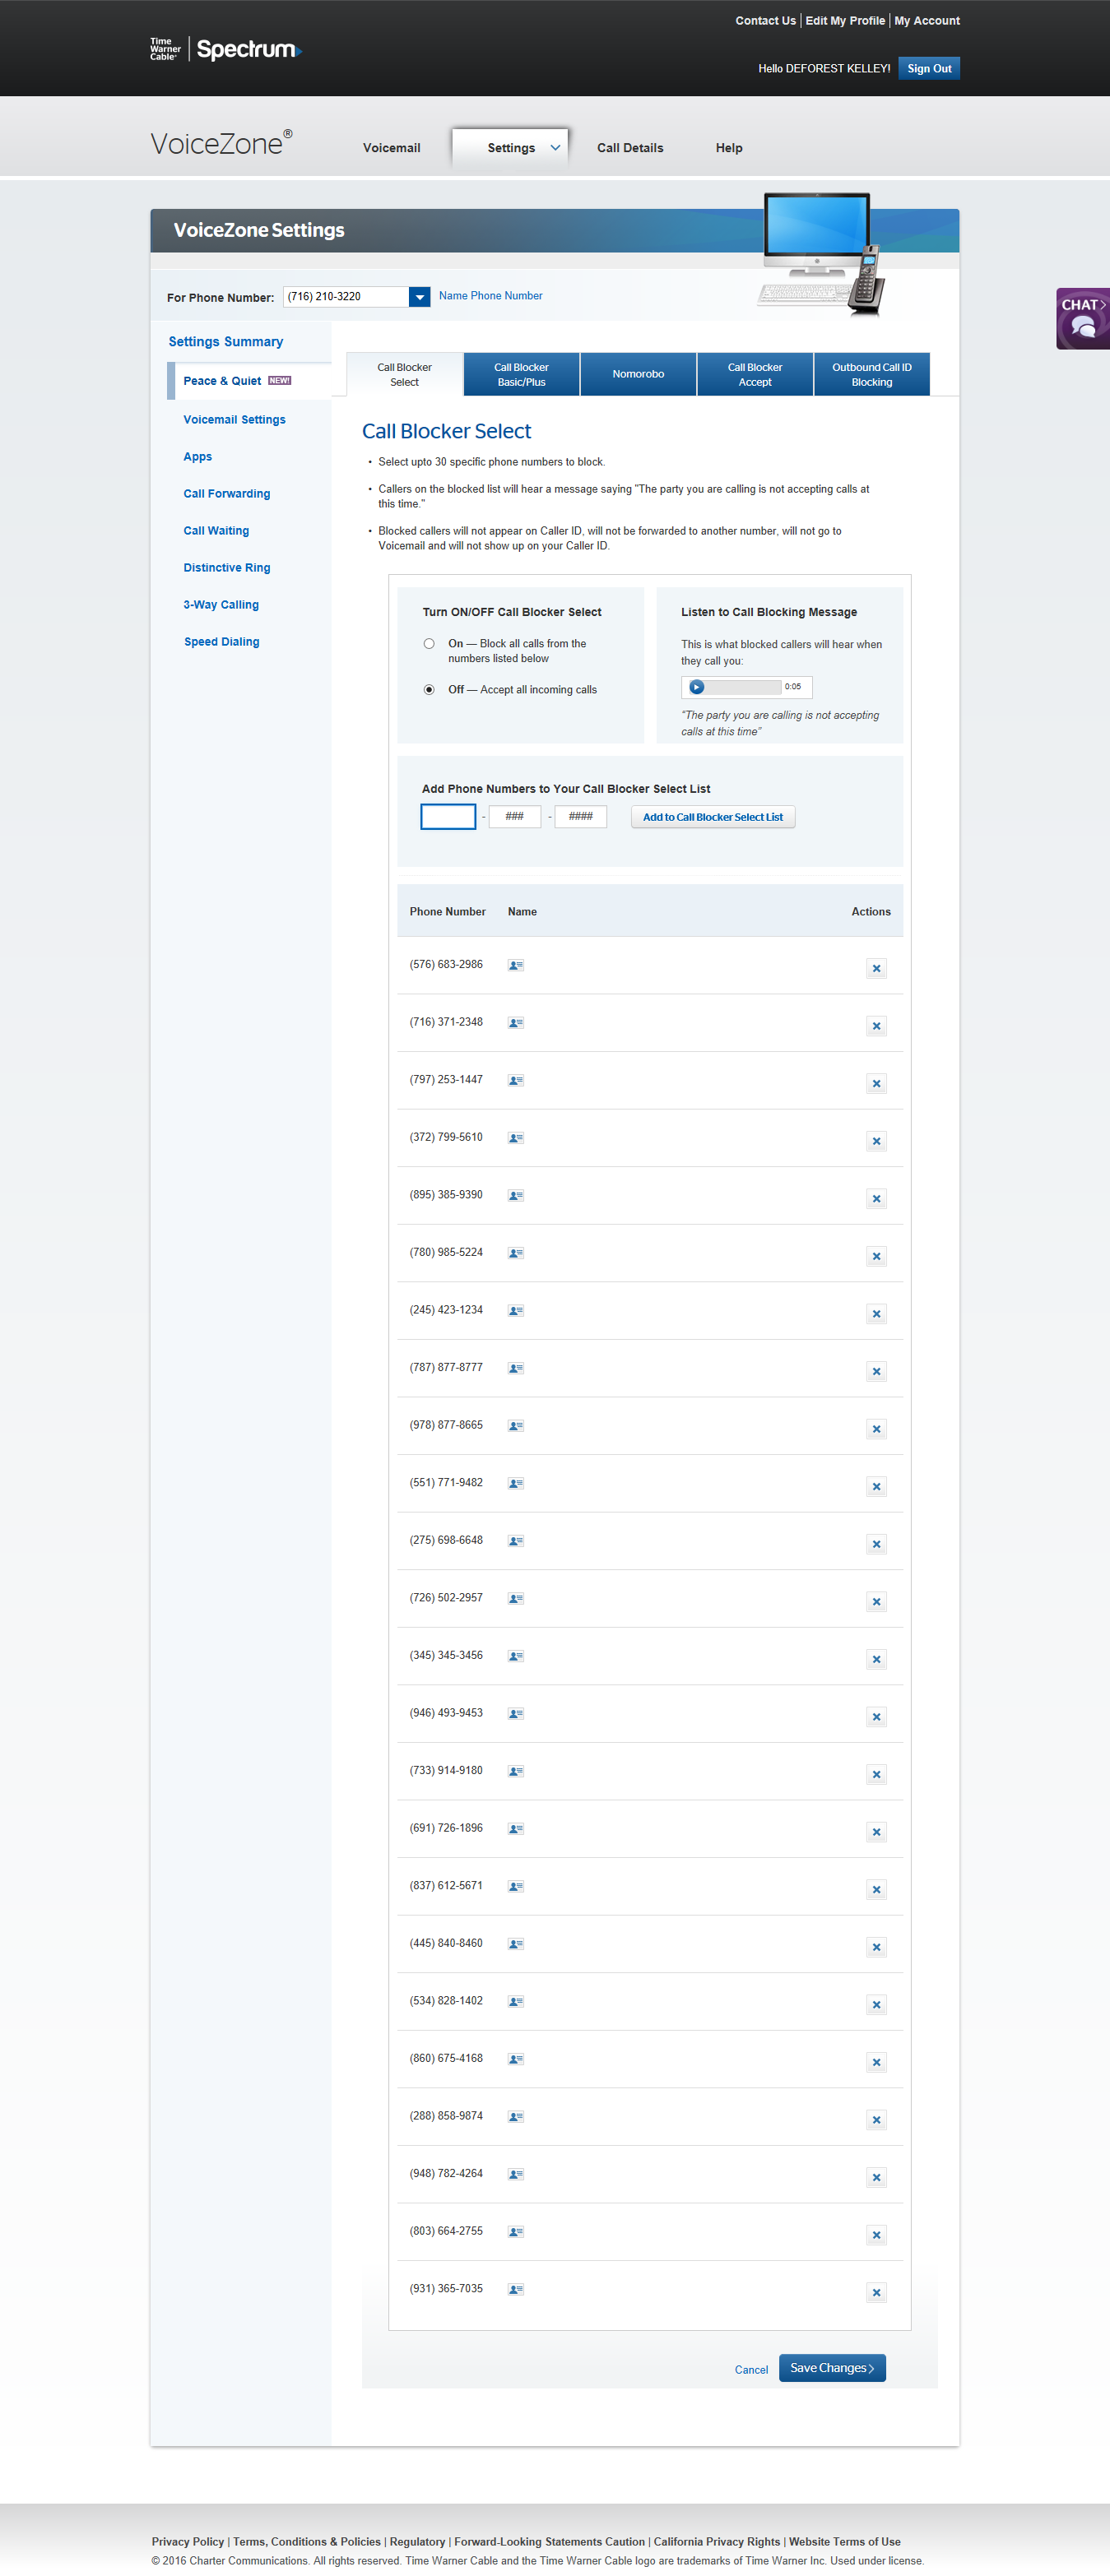 Contact Us | Edit My Profile | My Account
Time
Warner
Cable
Spectrum
Hello DEFOREST KELLEY! Sign Out
VoiceZone®
Voicemail Settings Call Details Help
VoiceZone Settings
For Phone Number: (716) 210-3220 Name Phone Number
CHAT
Settings Summary
Peace & Quiet NEW!
Voicemail Settings
Apps
Call Forwarding
Call Waiting
Distinctive Ring
3-Way Calling
Speed Dialing
Call Blocker
Select
Call Blocker
Basic/Plus
Nomorobo
Call Blocker
Accept
Outbound Call ID
Blocking
Call Blocker Select
• Select upto 30 specific phone numbers to block.
• Callers on the blocked list will hear a message saying "The party you are calling is not accepting calls at
this time."
• Blocked callers will not appear on Caller ID, will not be forwarded to another number, will not go to
Voicemail and will not show up on your Caller ID.
Turn ON/OFF Call Blocker Select
On — Block all calls from the
numbers listed below
Off — Accept all incoming calls
Listen to Call Blocking Message
This is what blocked callers will hear when
they call you:
0:05
"The party you are calling is not accepting
calls at this time"
Add Phone Numbers to Your Call Blocker Select List
- ### - #### Add to Call Blocker Select List
Phone Number Name Actions
(576) 683-2986
(716) 371-2348
(797) 253-1447
(372) 799-5610
(895) 385-9390
(780) 985-5224
(245) 423-1234
(787) 877-8777
(978) 877-8665
(551) 771-9482
(275) 698-6648
(726) 502-2957
(345) 345-3456
(946) 493-9453
(733) 914-9180
(691) 726-1896
(837) 612-5671
(445) 840-8460
(534) 828-1402
(860) 675-4168
(288) 858-9874
(948) 782-4264
(803) 664-2755
(931) 365-7035
Cancel Save Changes
Privacy Policy | Terms, Conditions & Policies | Regulatory | Forward-Looking Statements Caution | California Privacy Rights | Website Terms of Use
© 2016 Charter Communications. All rights reserved. Time Warner Cable and the Time Warner Cable logo are trademarks of Time Warner Inc. Used under license.